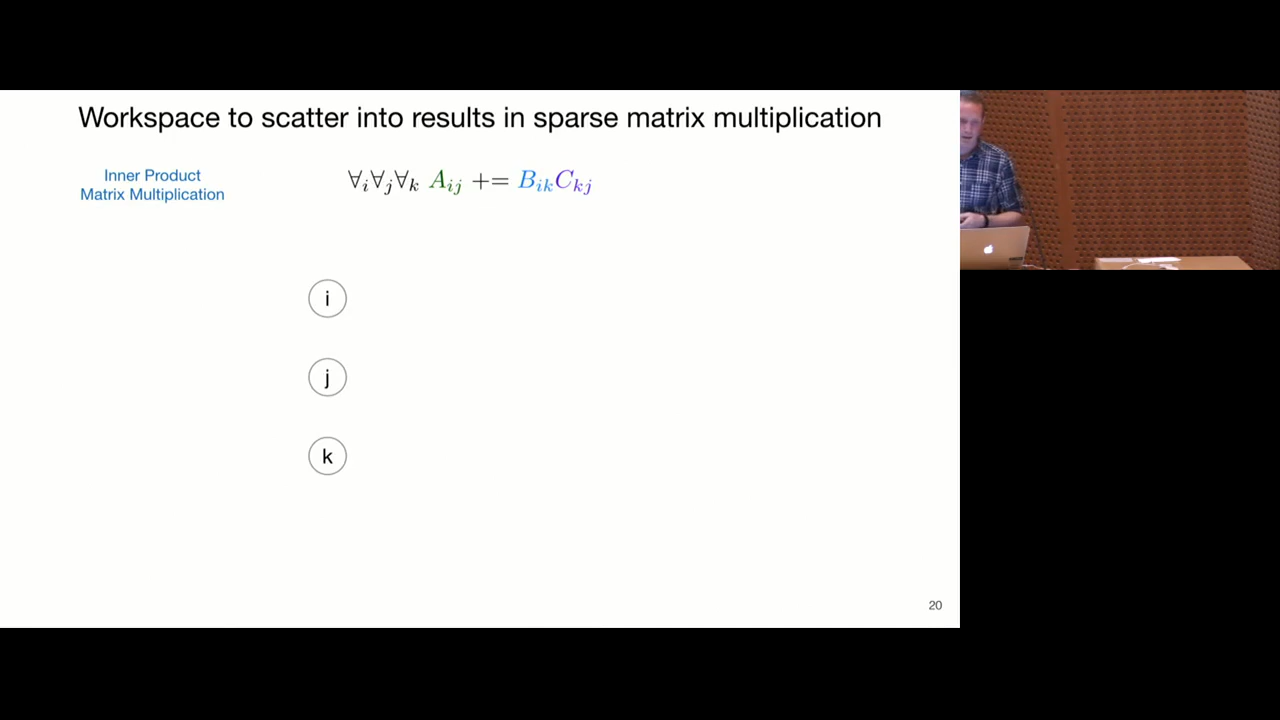 Workspace to scatter into results in sparse matrix multiplication
Inner Product
Matrix Multiplication
∀i∀j∀k Aij += BikCkj
i
j
k
20